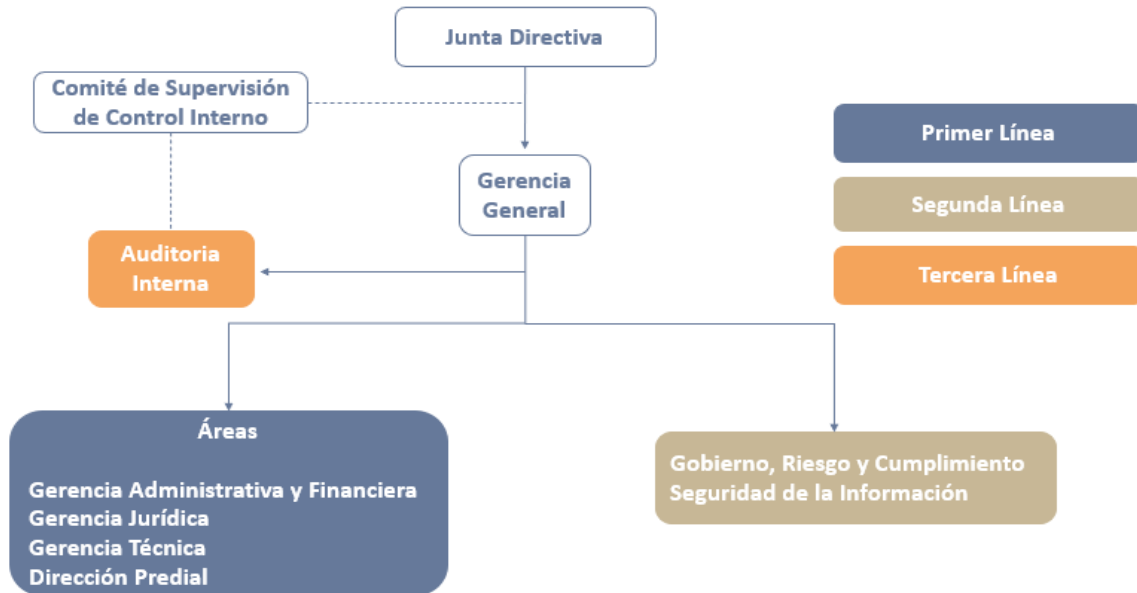 Junta Directiva
Comité de Supervisión
de Control Interno
Primer Línea
Gerencia
General
Segunda Línea
Auditoria
Interna
Tercera Línea
Áreas
Gerencia Administrativa y Financiera
Gerencia Jurídica
Gerencia Técnica
Dirección Predial
Gobierno, Riesgo y Cumplimiento
Seguridad de la Información